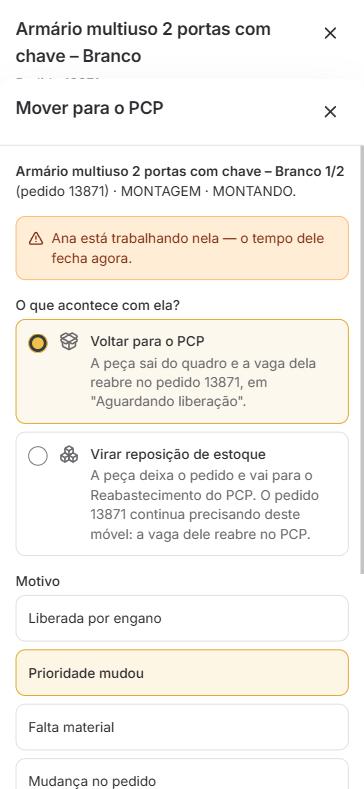 Armário multiuso 2 portas com
chave – Branco
Mover para o PCP
Armário multiuso 2 portas com chave – Branco 1/2
(pedido 13871) · MONTAGEM · MONTANDO.
Ana está trabalhando nela — o tempo dele
fecha agora.
O que acontece com ela?
Voltar para o PCP
A peça sai do quadro e a vaga dela
reabre no pedido 13871, em
"Aguardando liberação".
Virar reposição de estoque
A peça deixa o pedido e vai para o
Reabastecimento do PCP. O pedido
13871 continua precisando deste
móvel: a vaga dele reabre no PCP.
Motivo
Liberada por engano
Prioridade mudou
Falta material
Mudança no pedido